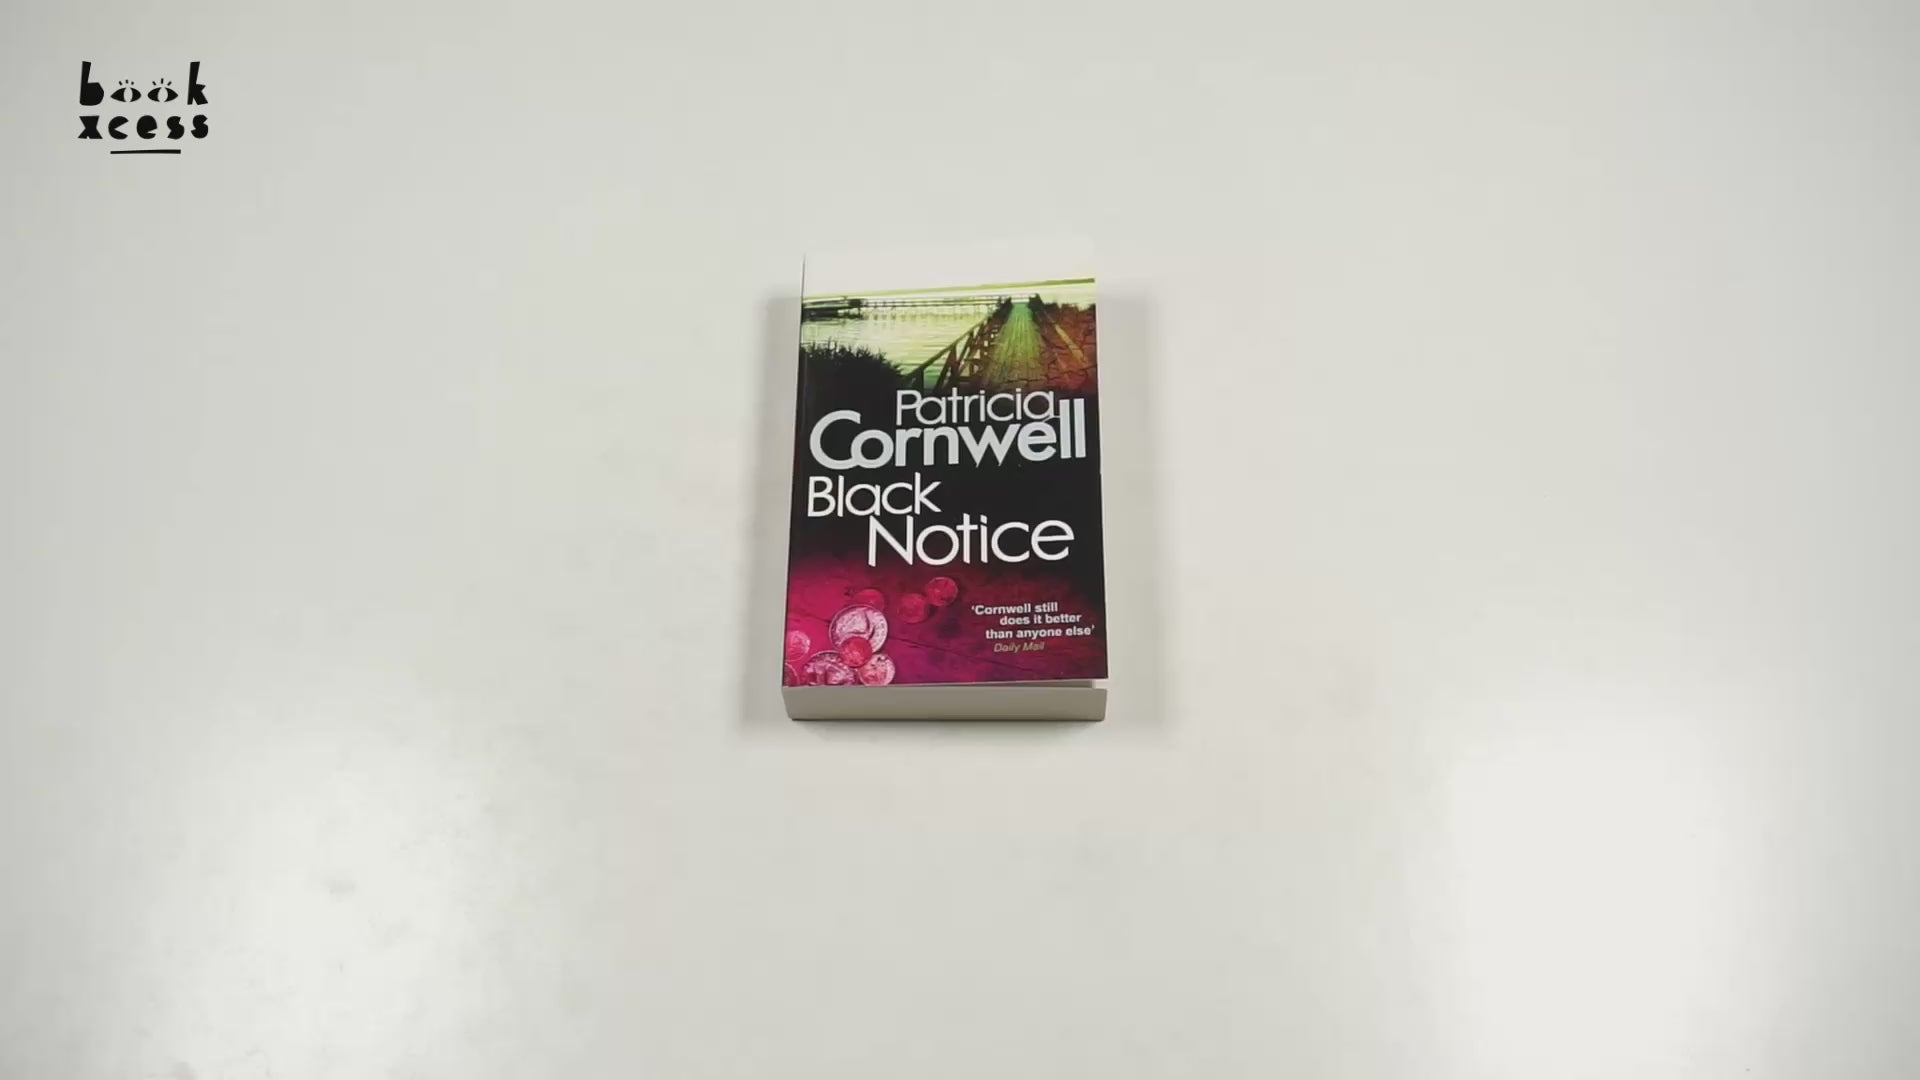 book
xcess
Patricia
Cornwell
Black
Notice
‘Cornwell still
does it better
than anyone else’
Daily Mail